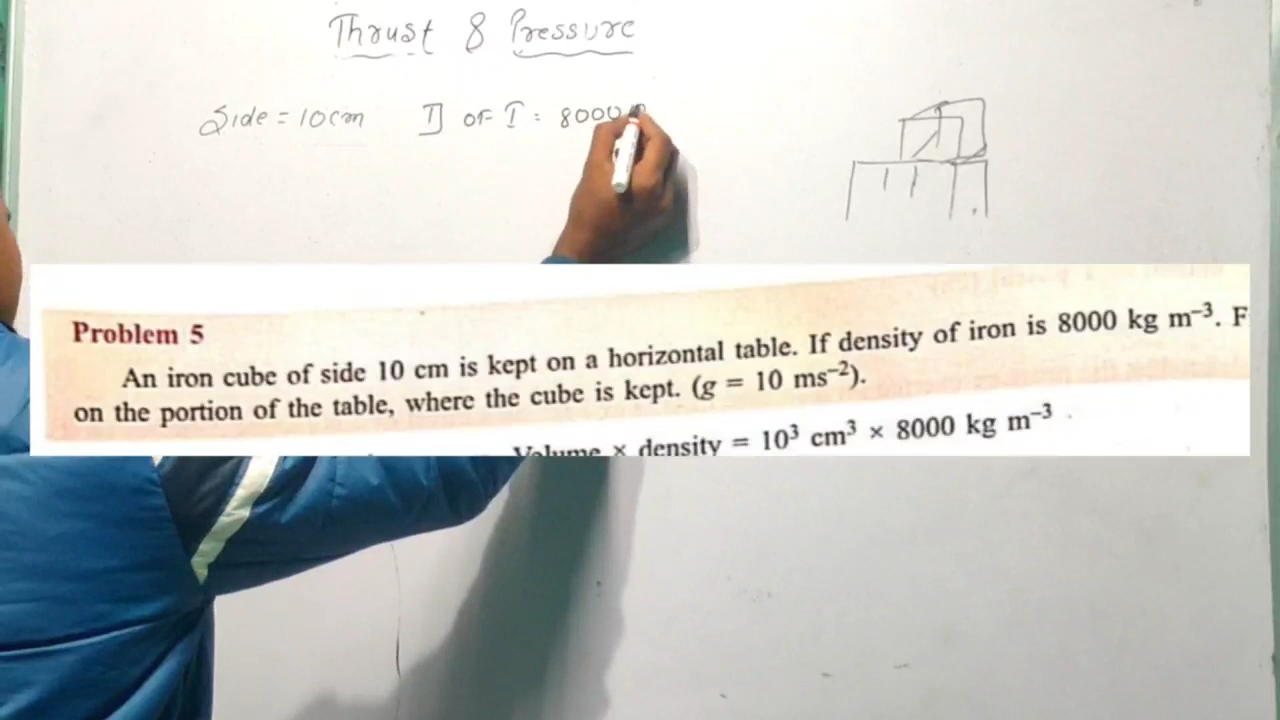 Thrust & Pressure
Side = 10cm D of I : 8000
Problem 5
An iron cube of side 10 cm is kept on a horizontal table. If density of iron is 8000 kg m⁻³. F
on the portion of the table, where the cube is kept. (g = 10 ms⁻²).
Volume × density = 10³ cm³ × 8000 kg m⁻³